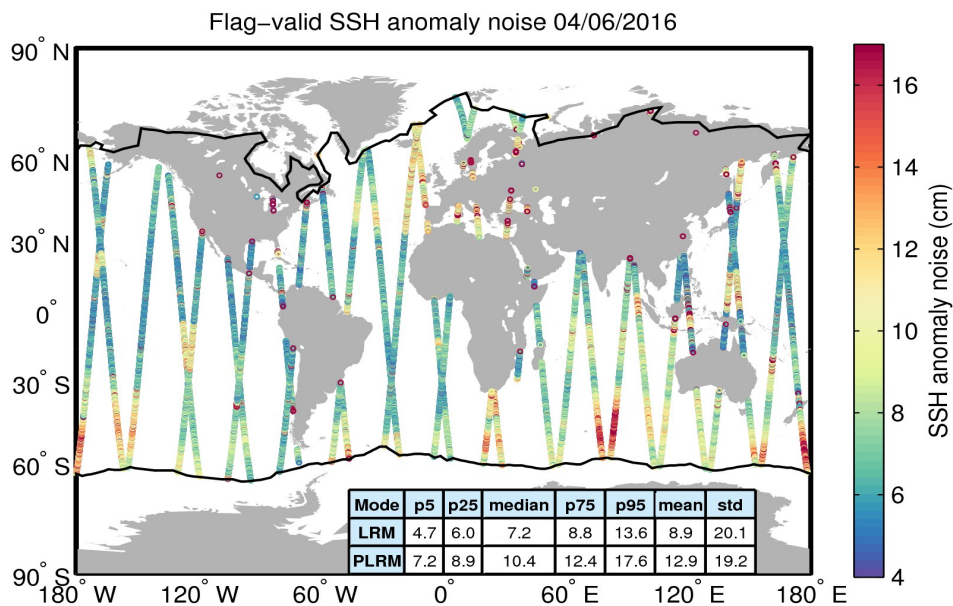 Flag−valid SSH anomaly noise 04/06/2016
90° N
60° N
30° N
0°
30° S
60° S
90° S
180° W 120° W 60° W 0° 60° E 120° E 180° E
Mode p5 p25 median p75 p95 mean std
LRM 4.7 6.0 7.2 8.8 13.6 8.9 20.1
PLRM 7.2 8.9 10.4 12.4 17.6 12.9 19.2
16
14
12
10
8
6
4
SSH anomaly noise (cm)